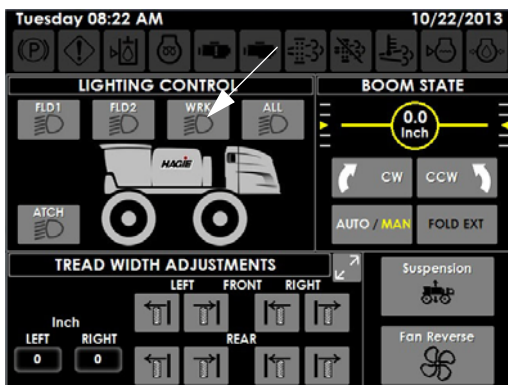 Tuesday 08:22 AM 10/22/2013
(P)
LIGHTING CONTROL
FLD1 FLD2 WRK ALL
HAGIE
ATCH
BOOM STATE
0.0
Inch
CW CCW
AUTO / MAN FOLD EXT
TREAD WIDTH ADJUSTMENTS
LEFT FRONT RIGHT
Inch
LEFT RIGHT
0 0
REAR
Suspension
Fan Reverse